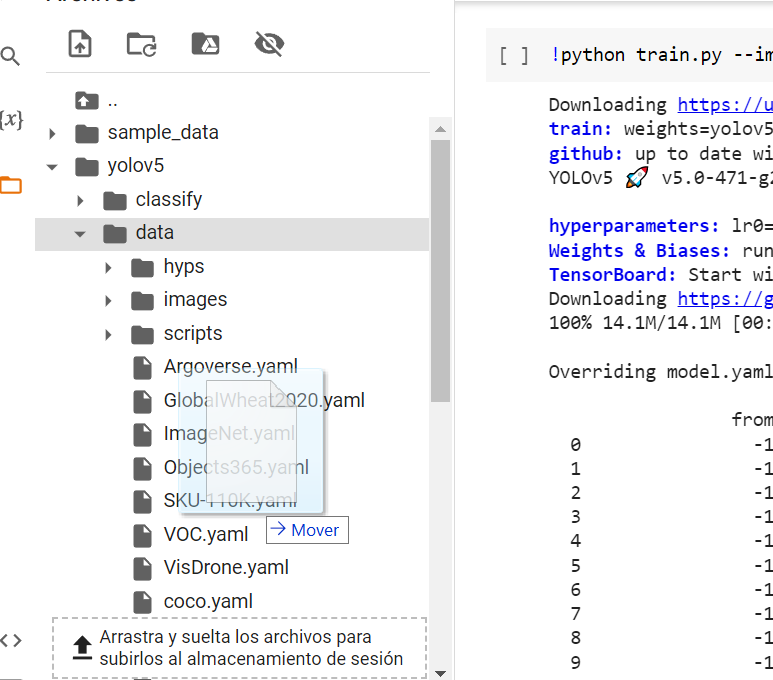 ..
sample_data
yolov5
classify
data
hyps
images
scripts
Argoverse.yaml
GlobalWheat2020.yaml
ImageNet.yaml
Objects365.yaml
SKU-110K.yaml
VOC.yaml
Mover
VisDrone.yaml
coco.yaml
Arrastra y suelta los archivos para
subirlos al almacenamiento de sesión
{x}
<>
[ ] !python train.py --im
Downloading https://u
train: weights=yolov5
github: up to date wi
YOLOv5 🚀 v5.0-471-g2
hyperparameters: lr0=
Weights & Biases: run
TensorBoard: Start wi
Downloading https://g
100% 14.1M/14.1M [00:
Overriding model.yaml
from
0 -1
1 -1
2 -1
3 -1
4 -1
5 -1
6 -1
7 -1
8 -1
9 -1